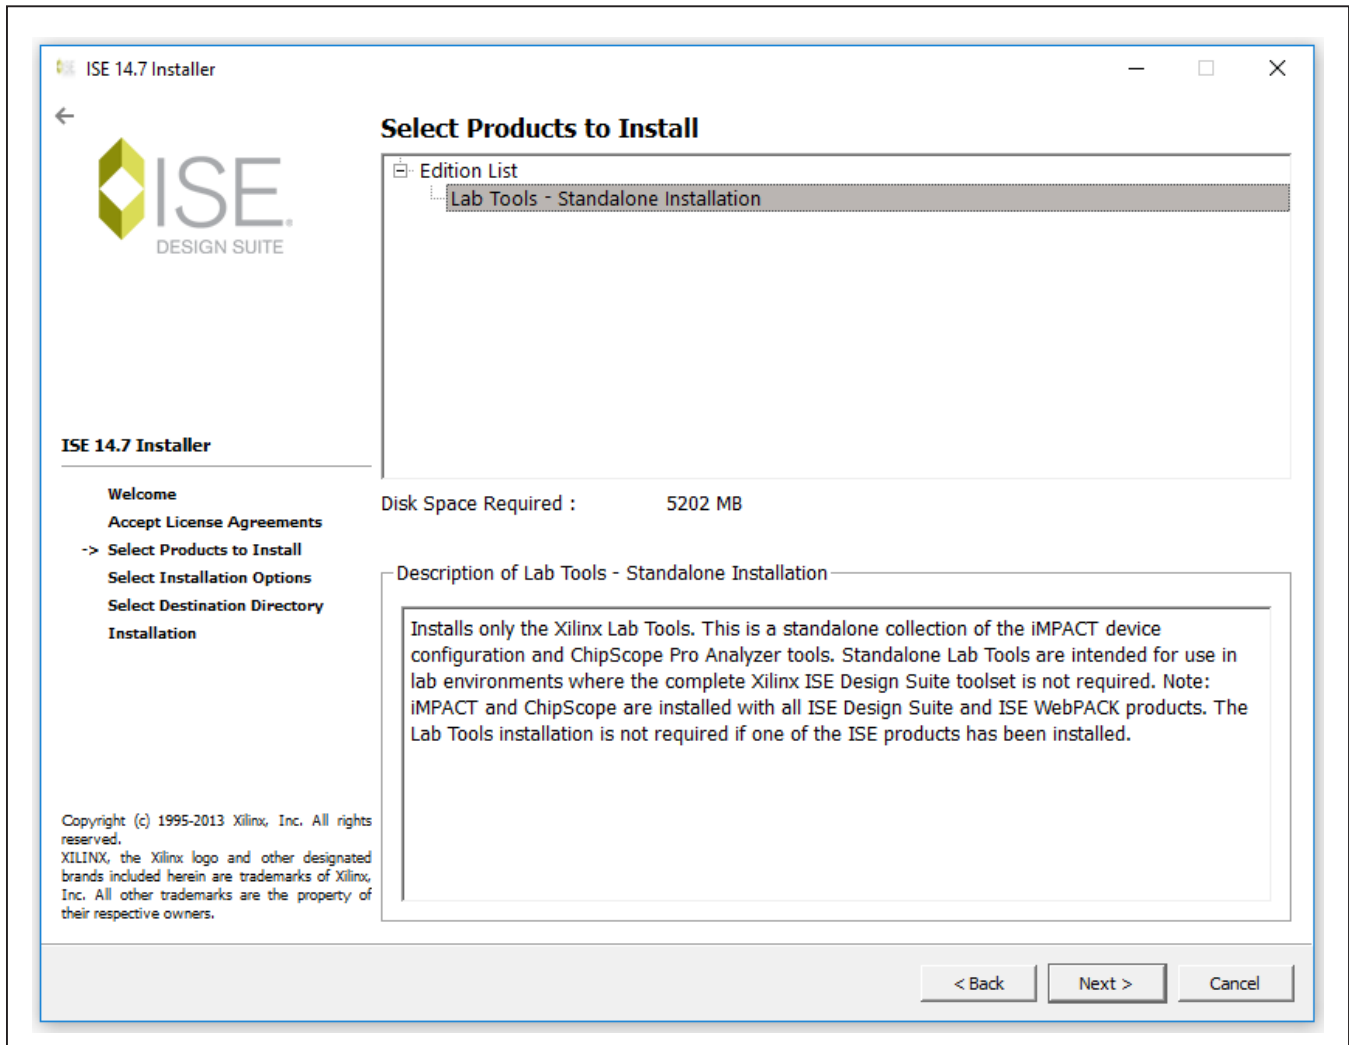 ISE 14.7 Installer
ISE.
DESIGN SUITE
ISE 14.7 Installer
Welcome
Accept License Agreements
-> Select Products to Install
Select Installation Options
Select Destination Directory
Installation
Copyright (c) 1995-2013 Xilinx, Inc. All rights
reserved.
XILINX, the Xilinx logo and other designated
brands included herein are trademarks of Xilinx,
Inc. All other trademarks are the property of
their respective owners.
Select Products to Install
Edition List
Lab Tools - Standalone Installation
Disk Space Required : 5202 MB
Description of Lab Tools - Standalone Installation
Installs only the Xilinx Lab Tools. This is a standalone collection of the iMPACT device
configuration and ChipScope Pro Analyzer tools. Standalone Lab Tools are intended for use in
lab environments where the complete Xilinx ISE Design Suite toolset is not required. Note:
iMPACT and ChipScope are installed with all ISE Design Suite and ISE WebPACK products. The
Lab Tools installation is not required if one of the ISE products has been installed.
< Back Next > Cancel